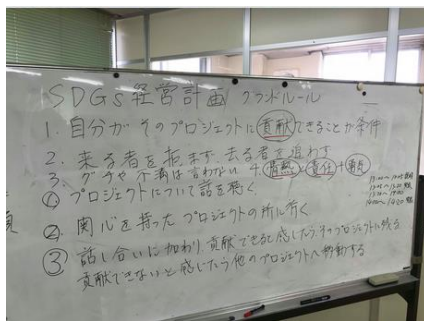 SDGs経営計画 グランドルール
1. 自分がそのプロジェクトに貢献できることが条件
2. 来る者を拒まず、去る者を追わず
3. グチや不満は言わない 4. 情熱と責任+
① プロジェクトについて話を聴く
② 関心を持ったプロジェクトの所に行く
③ 話し合いに加わり、貢献できると感じたらそのプロジェクトに残る
貢献できないと感じたら他のプロジェクトへ移動する